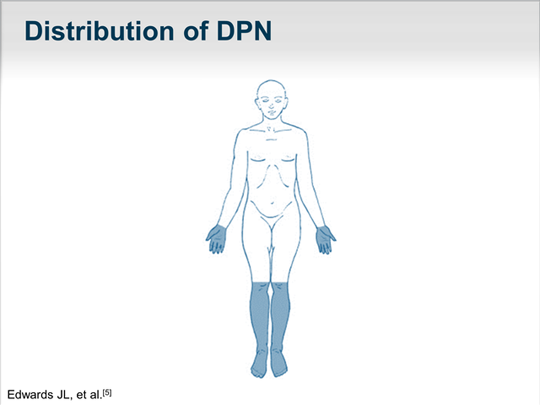 Distribution of DPN
Edwards JL, et al.[5]